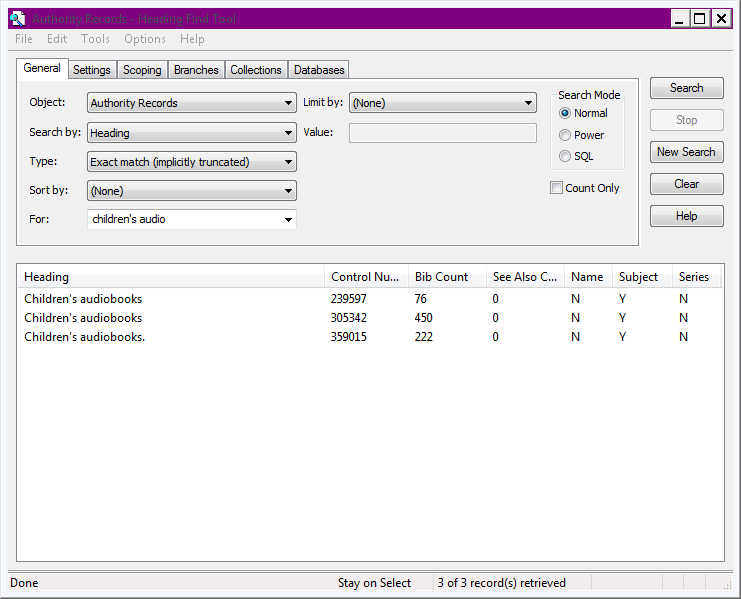 Authority Records - Heading Find Tool
File Edit Tools Options Help
General Settings Scoping Branches Collections Databases
Object: Authority Records Limit by: (None) Search Mode Search
Normal
Search by: Heading Value: Power Stop
Type: Exact match (implicitly truncated) SQL New Search
Sort by: (None) Count Only Clear
For: children's audio Help
Heading Control Nu... Bib Count See Also C... Name Subject Series
Children's audiobooks 239597 76 0 N Y N
Children's audiobooks 305342 450 0 N Y N
Children's audiobooks. 359015 222 0 N Y N
Done Stay on Select 3 of 3 record(s) retrieved